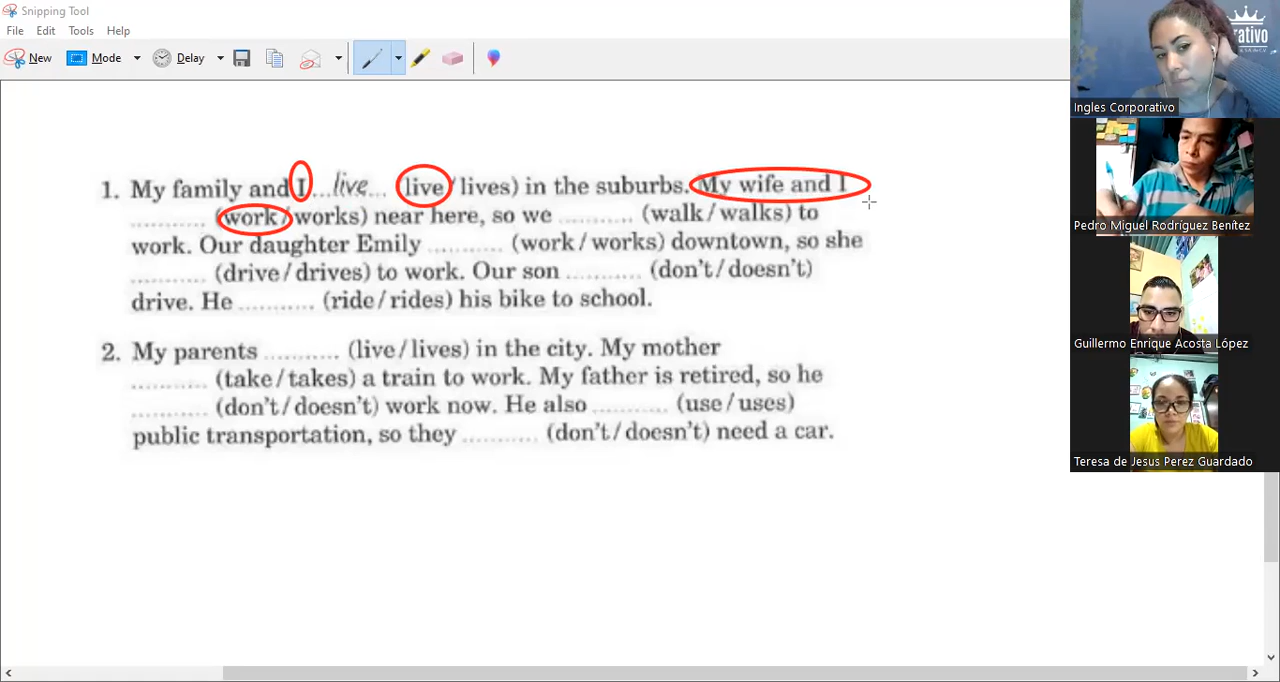 Snipping Tool
File Edit Tools Help
New Mode Delay
1. My family and I ...live... live / lives) in the suburbs. My wife and I
.......... (work / works) near here, so we .......... (walk / walks) to
work. Our daughter Emily .......... (work / works) downtown, so she
.......... (drive / drives) to work. Our son .......... (don't / doesn't)
drive. He .......... (ride / rides) his bike to school.
2. My parents .......... (live / lives) in the city. My mother
.......... (take / takes) a train to work. My father is retired, so he
.......... (don't / doesn't) work now. He also .......... (use / uses)
public transportation, so they .......... (don't / doesn't) need a car.
Ingles Corporativo
Pedro Miguel Rodríguez Benítez
Guillermo Enrique Acosta López
Teresa de Jesus Perez Guardado